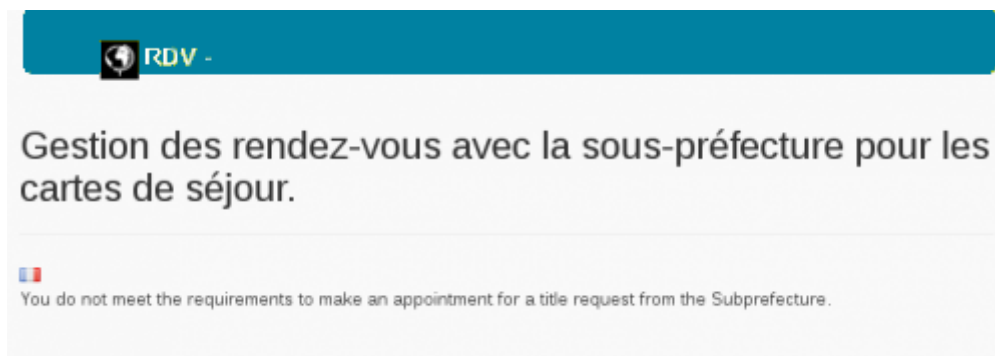 RDV -
Gestion des rendez-vous avec la sous-préfecture pour les
cartes de séjour.
You do not meet the requirements to make an appointment for a title request from the Subprefecture.